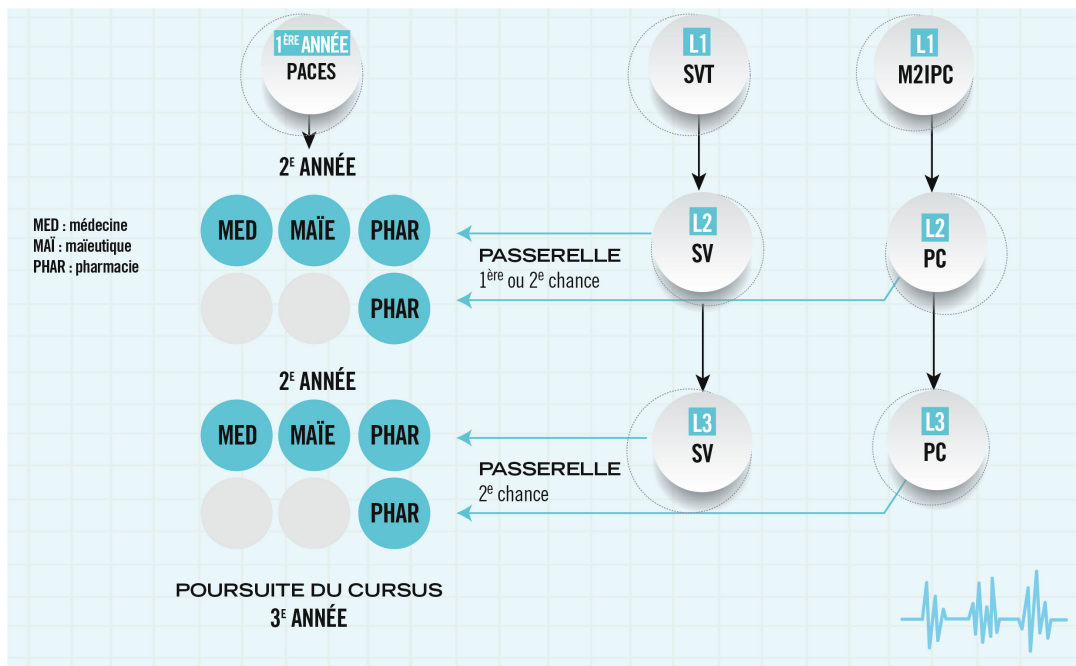 1ÈRE ANNÉE
PACES
L1
SVT
L1
M2IPC
2E ANNÉE
MED : médecine
MAÏ : maïeutique
PHAR : pharmacie
MED
MAÏE
PHAR
L2
SV
L2
PC
PASSERELLE
1ère ou 2e chance
PHAR
2E ANNÉE
MED
MAÏE
PHAR
L3
SV
L3
PC
PASSERELLE
2e chance
PHAR
POURSUITE DU CURSUS
3E ANNÉE